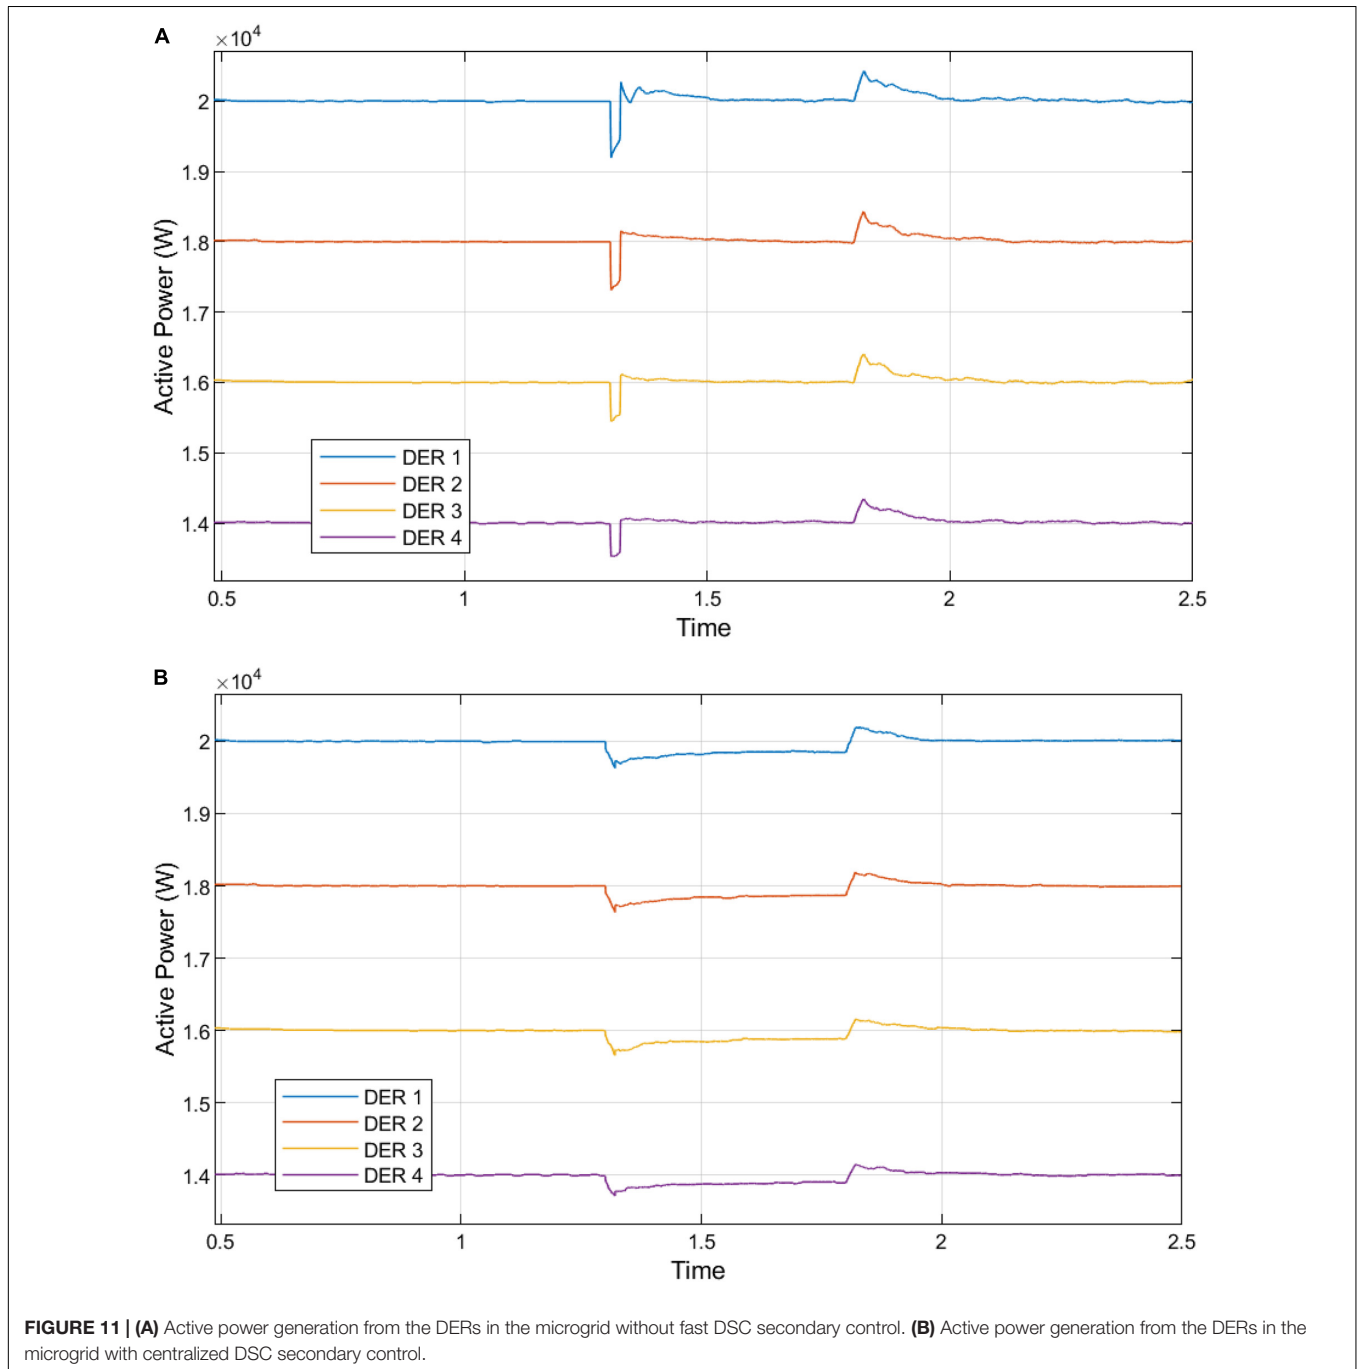 A
×10⁴
2
1.9
1.8
1.7
1.6
1.5
1.4
Active Power (W)
DER 1
DER 2
DER 3
DER 4
0.5 1 1.5 2 2.5
Time
B
×10⁴
2
1.9
1.8
1.7
1.6
1.5
1.4
Active Power (W)
DER 1
DER 2
DER 3
DER 4
0.5 1 1.5 2 2.5
Time
FIGURE 11 | (A) Active power generation from the DERs in the microgrid without fast DSC secondary control. (B) Active power generation from the DERs in the
microgrid with centralized DSC secondary control.